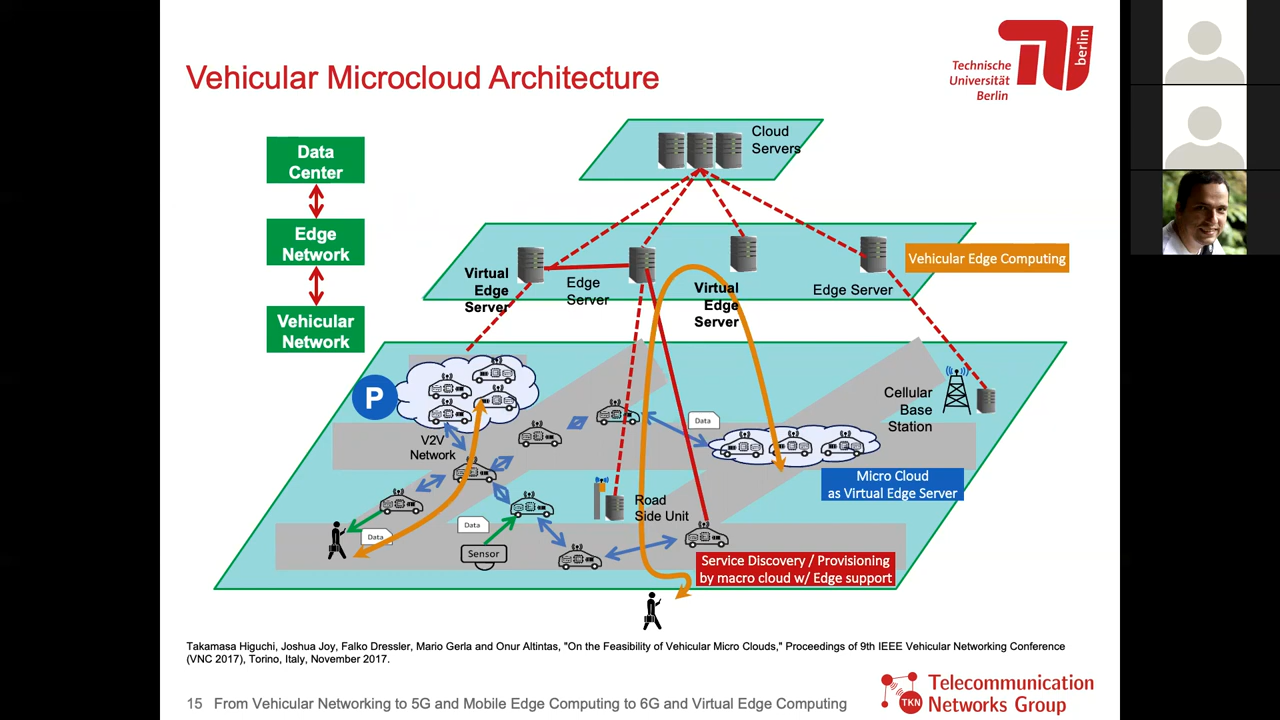 Vehicular Microcloud Architecture
Technische
Universität
Berlin
berlin
Cloud
Servers
Data
Center
Edge
Network
Vehicular
Network
Vehicular Edge Computing
Virtual
Edge
Server
Edge
Server
Virtual
Edge
Server
Edge Server
P
V2V
Network
Data
Cellular
Base
Station
Micro Cloud
as Virtual Edge Server
Road
Side Unit
Data
Data
Sensor
Service Discovery / Provisioning
by macro cloud w/ Edge support
Takamasa Higuchi, Joshua Joy, Falko Dressler, Mario Gerla and Onur Altintas, "On the Feasibility of Vehicular Micro Clouds," Proceedings of 9th IEEE Vehicular Networking Conference
(VNC 2017), Torino, Italy, November 2017.
15 From Vehicular Networking to 5G and Mobile Edge Computing to 6G and Virtual Edge Computing
TKN
Telecommunication
Networks Group